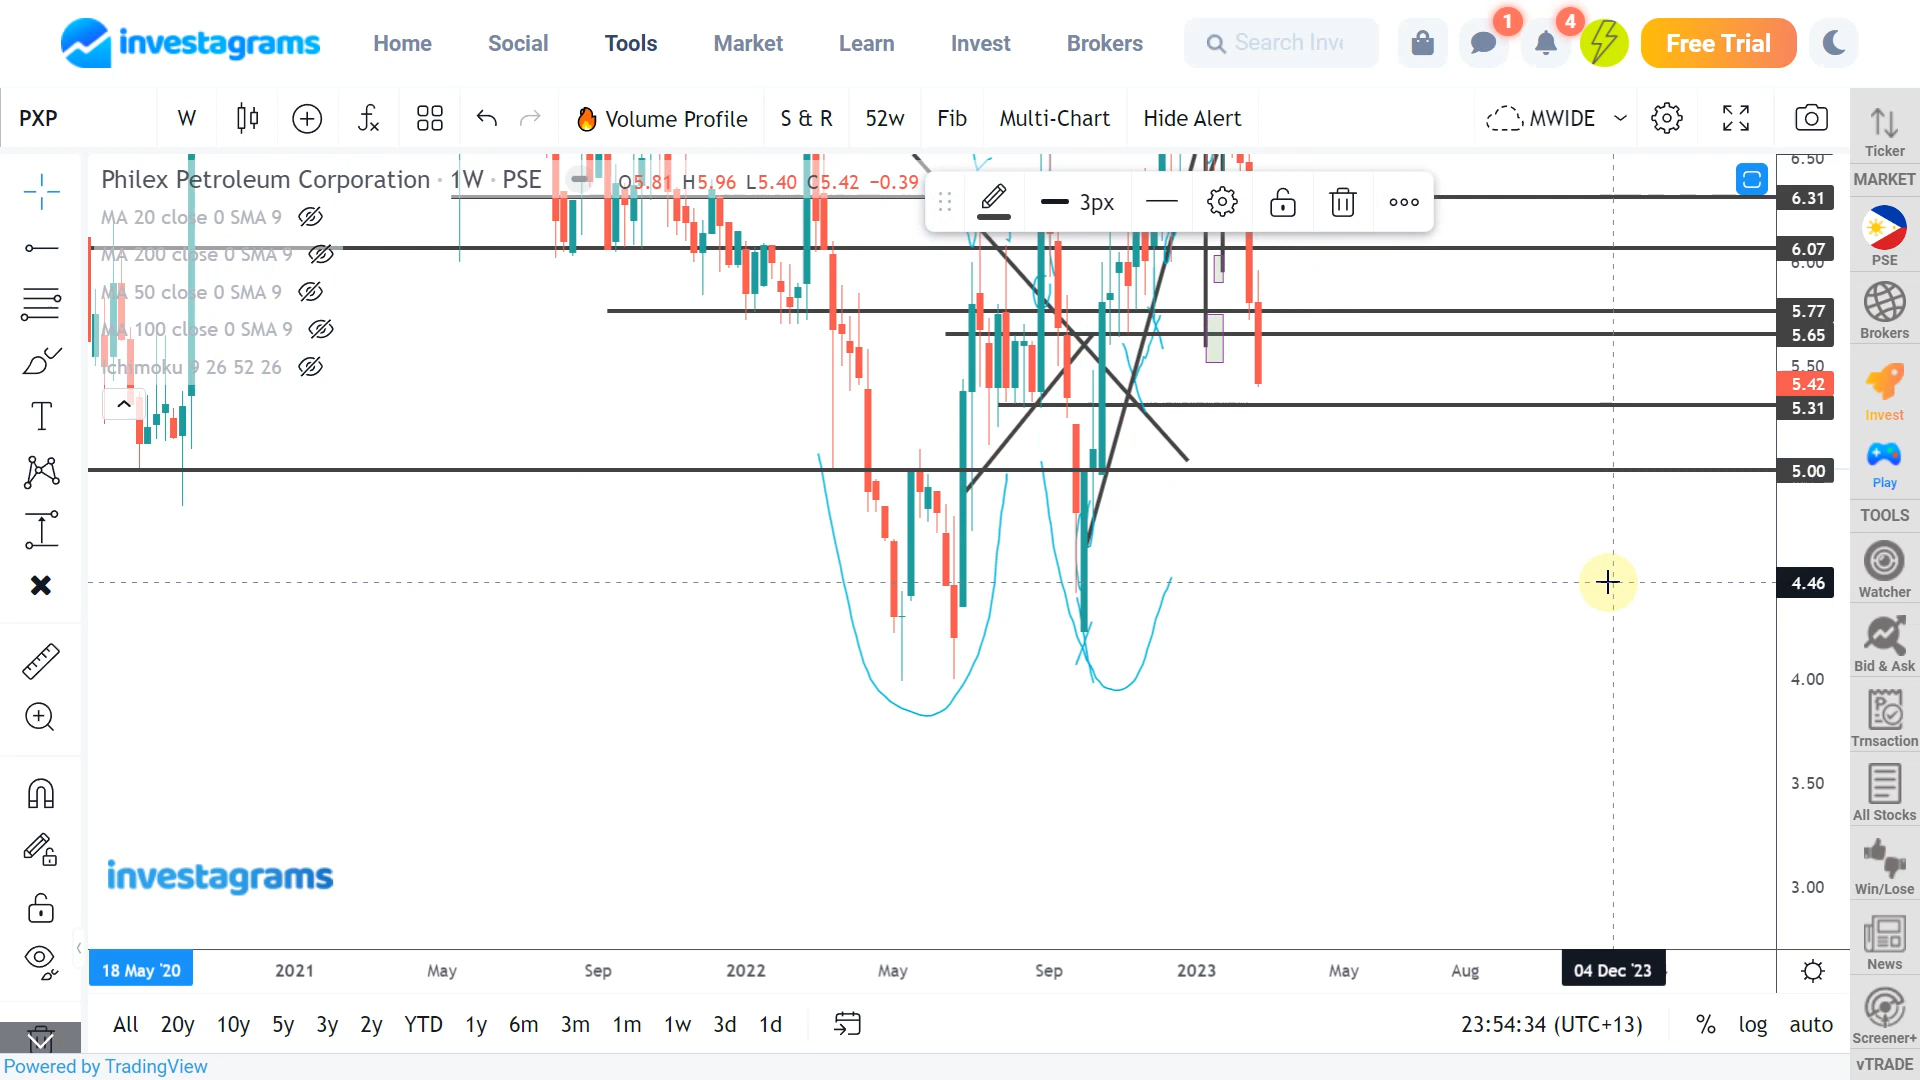 investagrams
Home
Social
Tools
Market
Learn
Invest
Brokers
1
4
Free Trial
PXP
W
Volume Profile
S & R
52w
Fib
Multi-Chart
Hide Alert
MWIDE
Ticker
MARKET
PSE
Brokers
Invest
Play
TOOLS
Watcher
Bid & Ask
Trnsaction
All Stocks
Win/Lose
News
Screener+
vTRADE
Philex Petroleum Corporation · 1W · PSE
O5.81 H5.96 L5.40 C5.42 −0.39
3px
MA 20 close 0 SMA 9
MA 200 close 0 SMA 9
MA 50 close 0 SMA 9
MA 100 close 0 SMA 9
Ichimoku 9 26 52 26
6.50
6.31
6.07
6.00
5.77
5.65
5.50
5.42
5.31
5.00
4.46
4.00
3.50
3.00
investagrams
18 May '20
2021
May
Sep
2022
May
Sep
2023
May
Aug
04 Dec '23
All
20y
10y
5y
3y
2y
YTD
1y
6m
3m
1m
1w
3d
1d
23:54:34 (UTC+13)
%
log
auto
Powered by TradingView